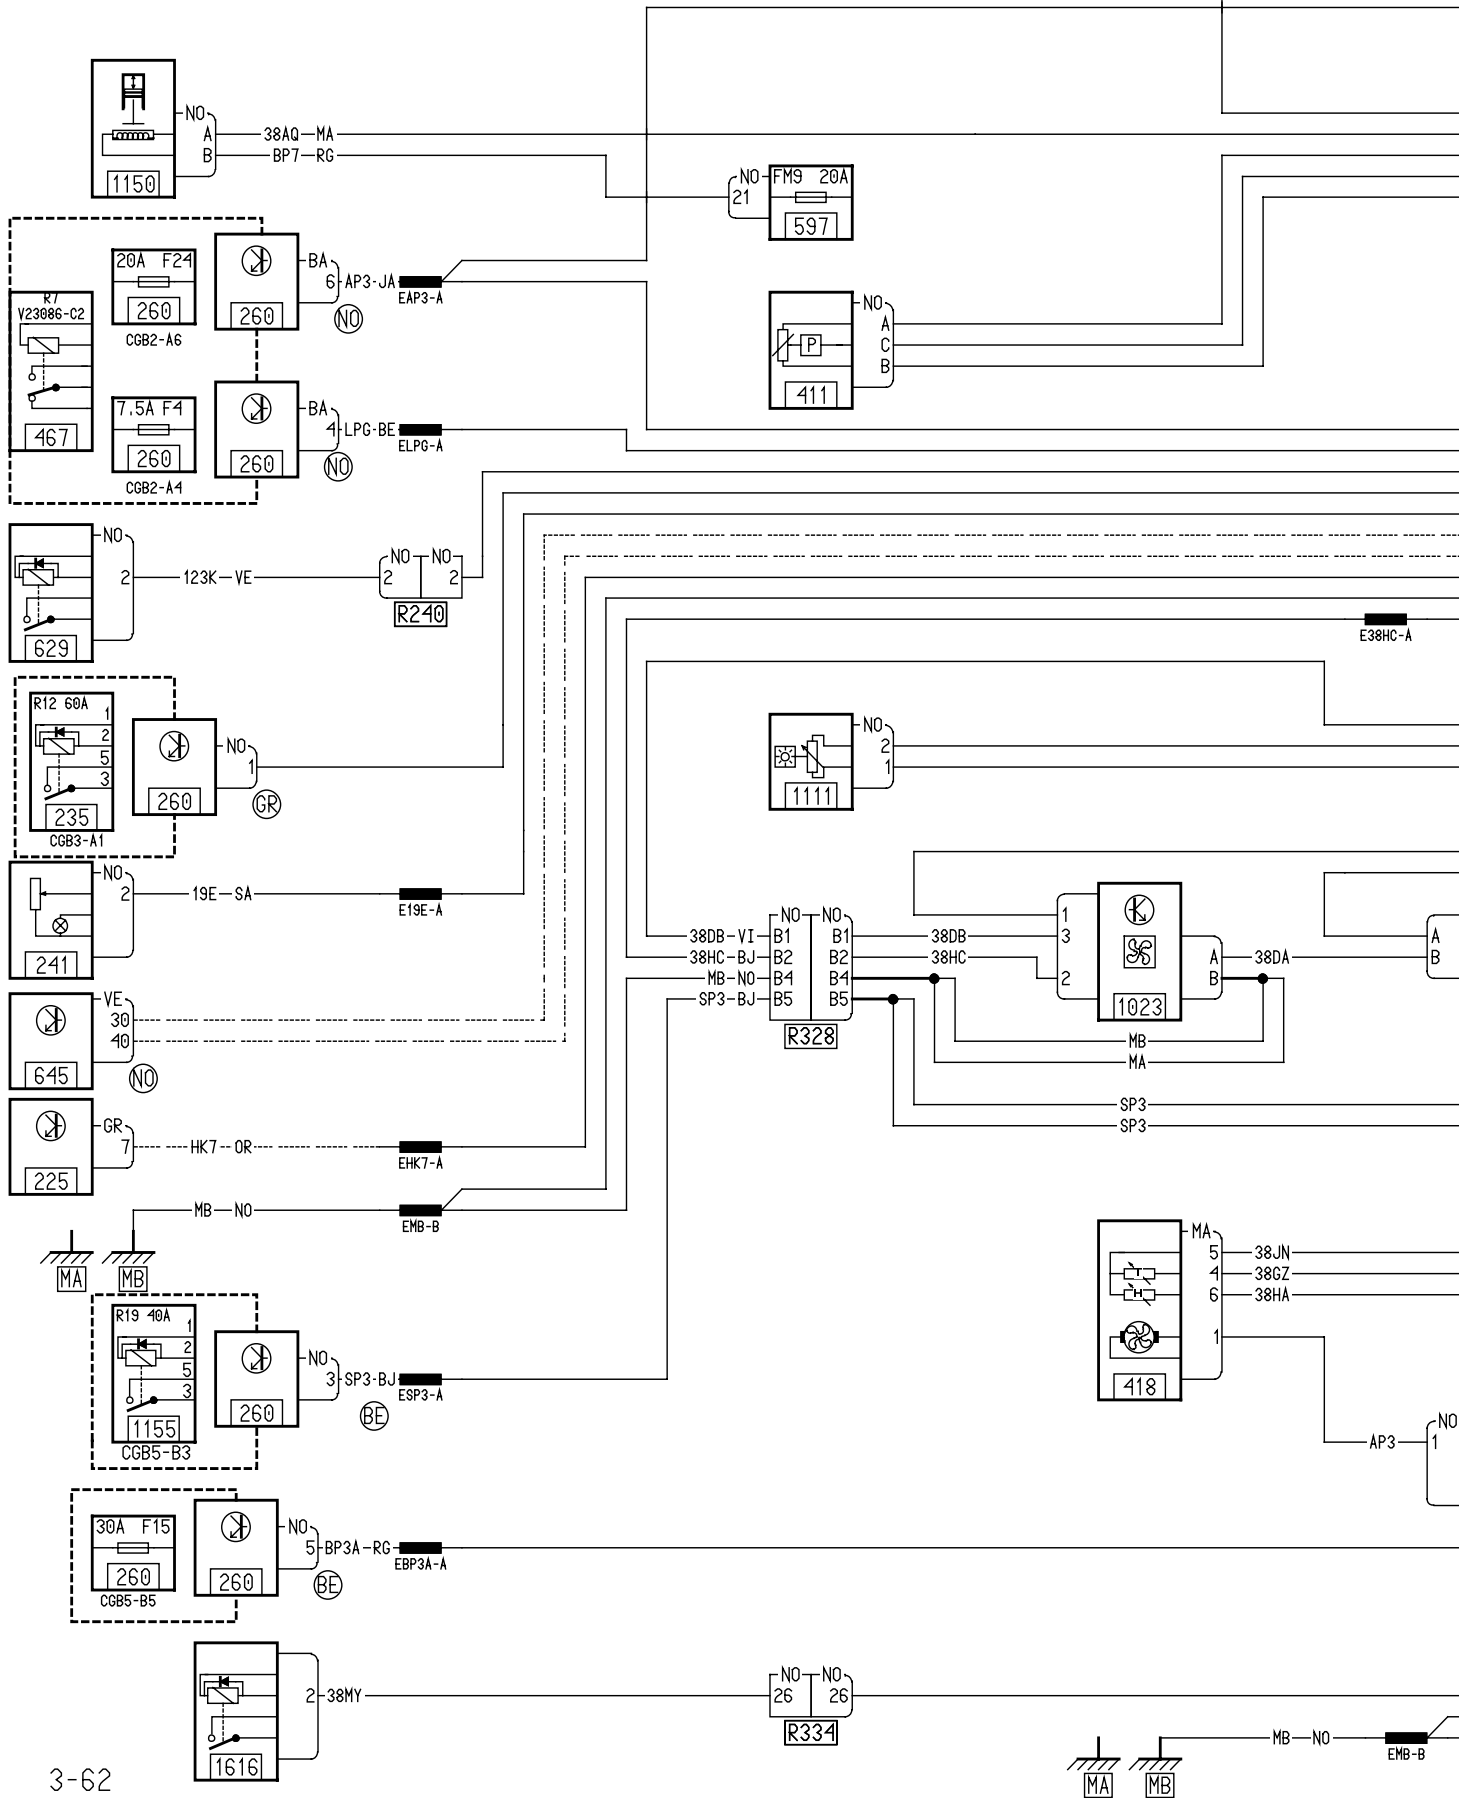 NO
A 38AQ MA
B BP7 RG
1150
NO FM9 20A
21
597
20A F24
260
CGB2-A6
260
BA
6 AP3-JA
EAP3-A
NO
R7
V23086-C2
467
NO
A
C
B
P
411
7.5A F4
260
CGB2-A4
260
BA
4 LPG-BE
ELPG-A
NO
NO
2 123K VE
629
NO NO
2 2
R240
E38HC-A
R12 60A
1
2
5
3
235
CGB3-A1
260
NO
1
GR
NO
2
1
1111
NO
2 19E SA
E19E-A
241
NO NO
38DB-VI B1 B1 38DB
38HC-BJ B2 B2 38HC
MB-NO B4 B4
SP3-BJ B5 B5
R328
1
3
2
1023
A 38DA
B
A
B
MB
MA
SP3
SP3
VE
30
40
645
NO
GR
7 HK7 OR
EHK7-A
225
MB NO
EMB-B
MA MB
MA
5 38JN
4 38GZ
6 38HA
1
T
H
418
R19 40A
1
2
5
3
1155
CGB5-B3
260
NO
3 SP3-BJ
ESP3-A
BE
AP3
NO
1
30A F15
260
CGB5-B5
260
NO
5 BP3A-RG
EBP3A-A
BE
2 38MY
1616
NO NO
26 26
R334
MB NO
EMB-B
MA MB
3-62